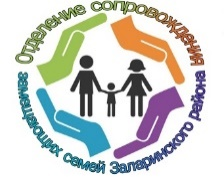 Отделение сопровождения
замещающих семей Заларинского района